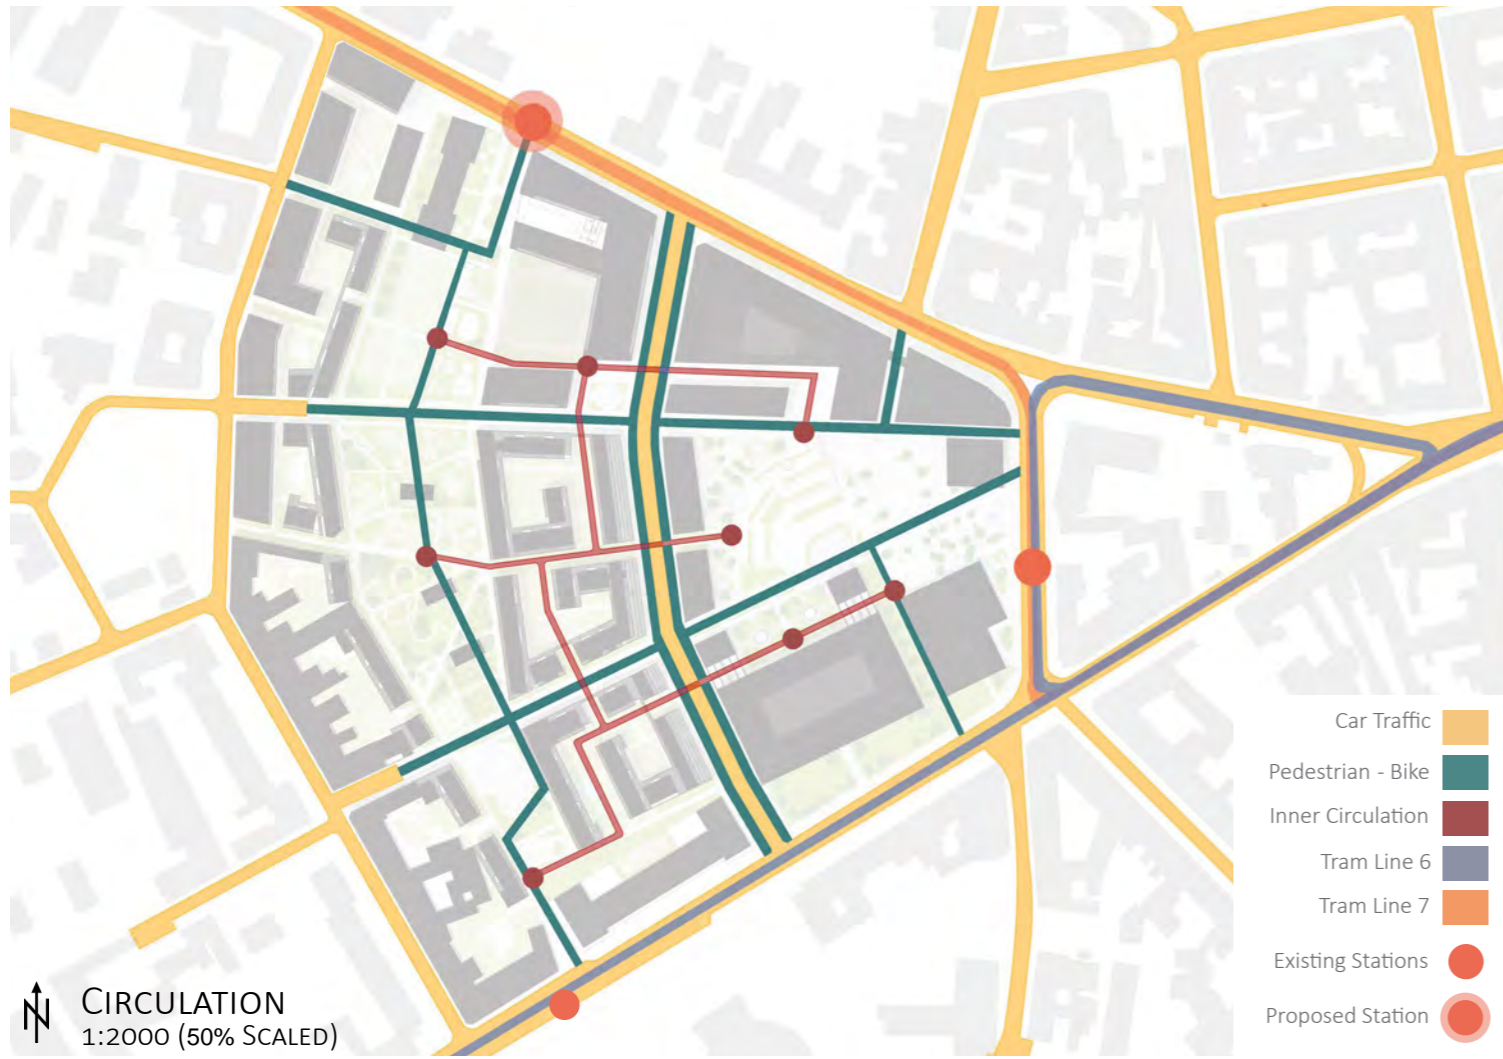 Car Traffic
Pedestrian - Bike
Inner Circulation
Tram Line 6
Tram Line 7
Existing Stations
Proposed Station
N
CIRCULATION
1:2000 (50% SCALED)